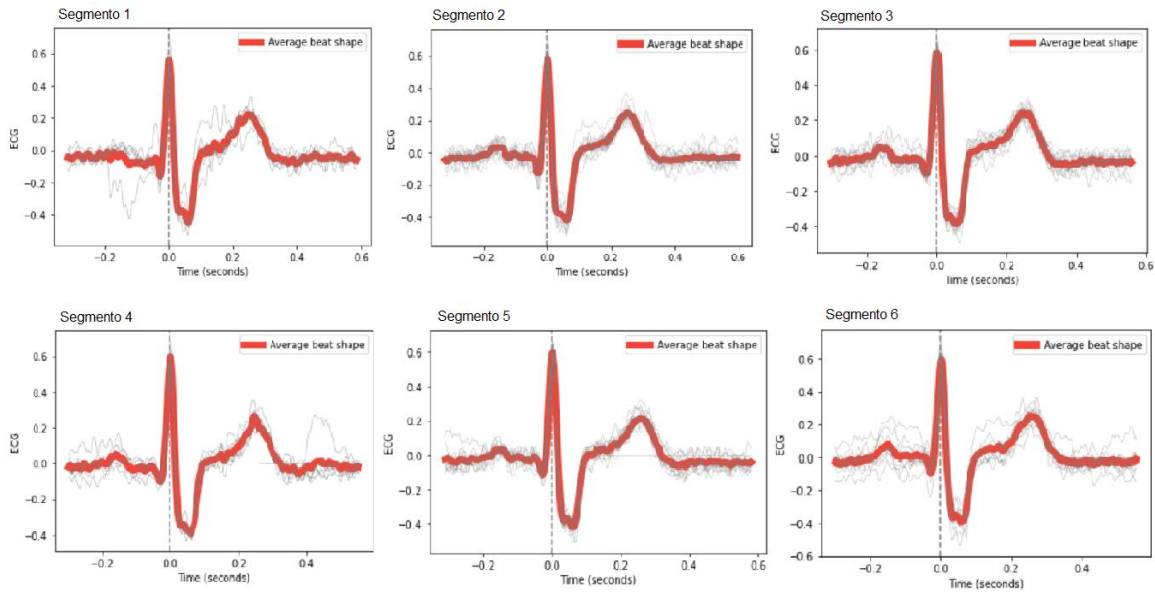 Segmento 1
Average beat shape
ECG
0.6
0.4
0.2
0.0
−0.2
−0.4
−0.2 0.0 0.2 0.4 0.6
Time (seconds)
Segmento 2
Average beat shape
ECG
0.6
0.4
0.2
0.0
−0.2
−0.4
−0.2 0.0 0.2 0.4 0.6
Time (seconds)
Segmento 3
Average beat shape
ECG
0.6
0.4
0.2
0.0
−0.2
−0.4
−0.2 0.0 0.2 0.4 0.6
Time (seconds)
Segmento 4
Average beat shape
ECG
0.6
0.4
0.2
0.0
−0.2
−0.4
−0.2 0.0 0.2 0.4
Time (seconds)
Segmento 5
Average beat shape
ECG
0.6
0.4
0.2
0.0
−0.2
−0.4
−0.2 0.0 0.2 0.4 0.6
Time (seconds)
Segmento 6
Average beat shape
ECG
0.6
0.4
0.2
0.0
−0.2
−0.4
−0.6
−0.2 0.0 0.2 0.4
Time (seconds)